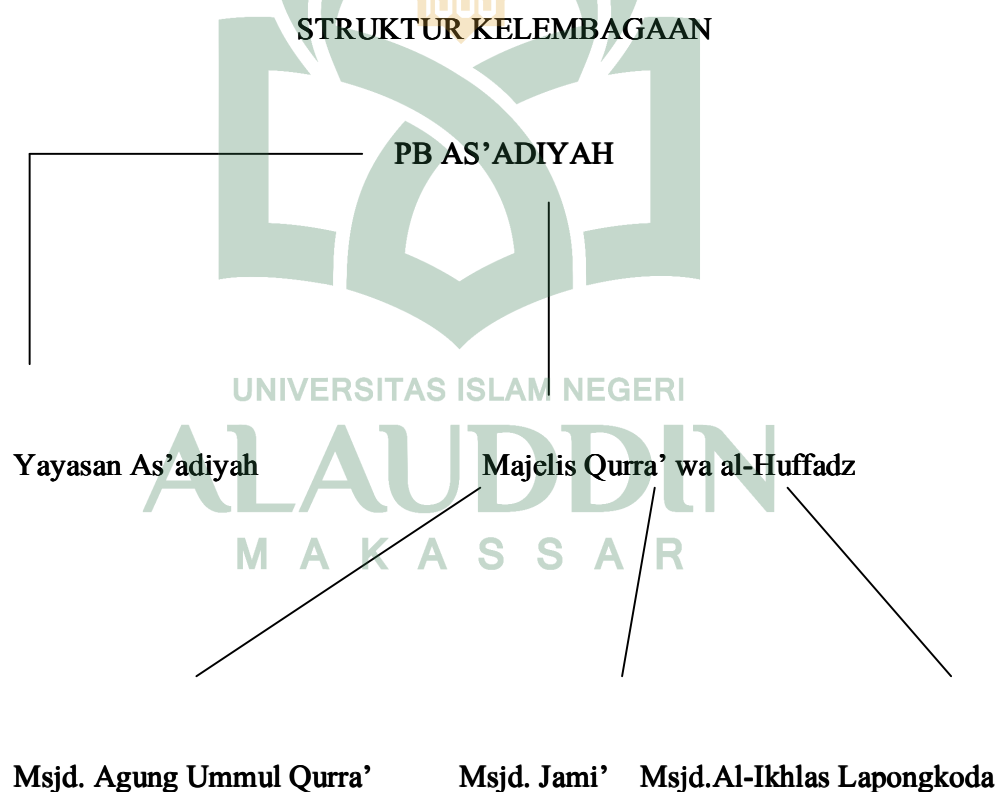 STRUKTUR KELEMBAGAAN
PB AS’ADIYAH
UNIVERSITAS ISLAM NEGERI
ALAUDDIN
MAKASSAR
Yayasan As’adiyah Majelis Qurra’ wa al-Huffadz
Msjd. Agung Ummul Qurra’ Msjd. Jami’ Msjd.Al-Ikhlas Lapongkoda